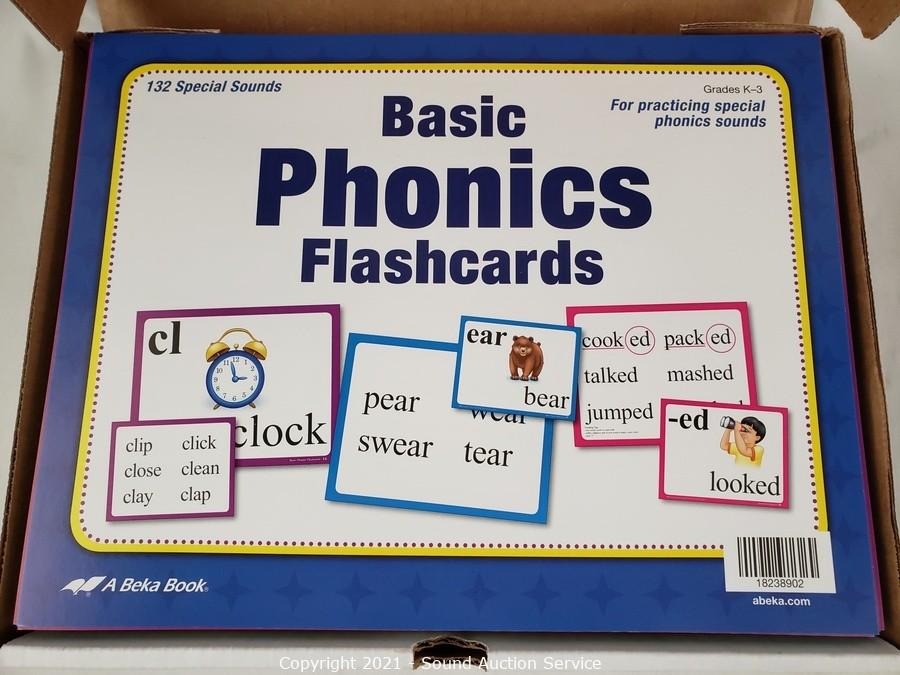 132 Special Sounds
Grades K–3
For practicing special
phonics sounds
Basic
Phonics
Flashcards
cl
clock
clip click
close clean
clay clap
pear wear
swear tear
ear
bear
cooked packed
talked mashed
jumped
-ed
looked
A Beka Book®
18238902
abeka.com
Copyright 2021 - Sound Auction Service